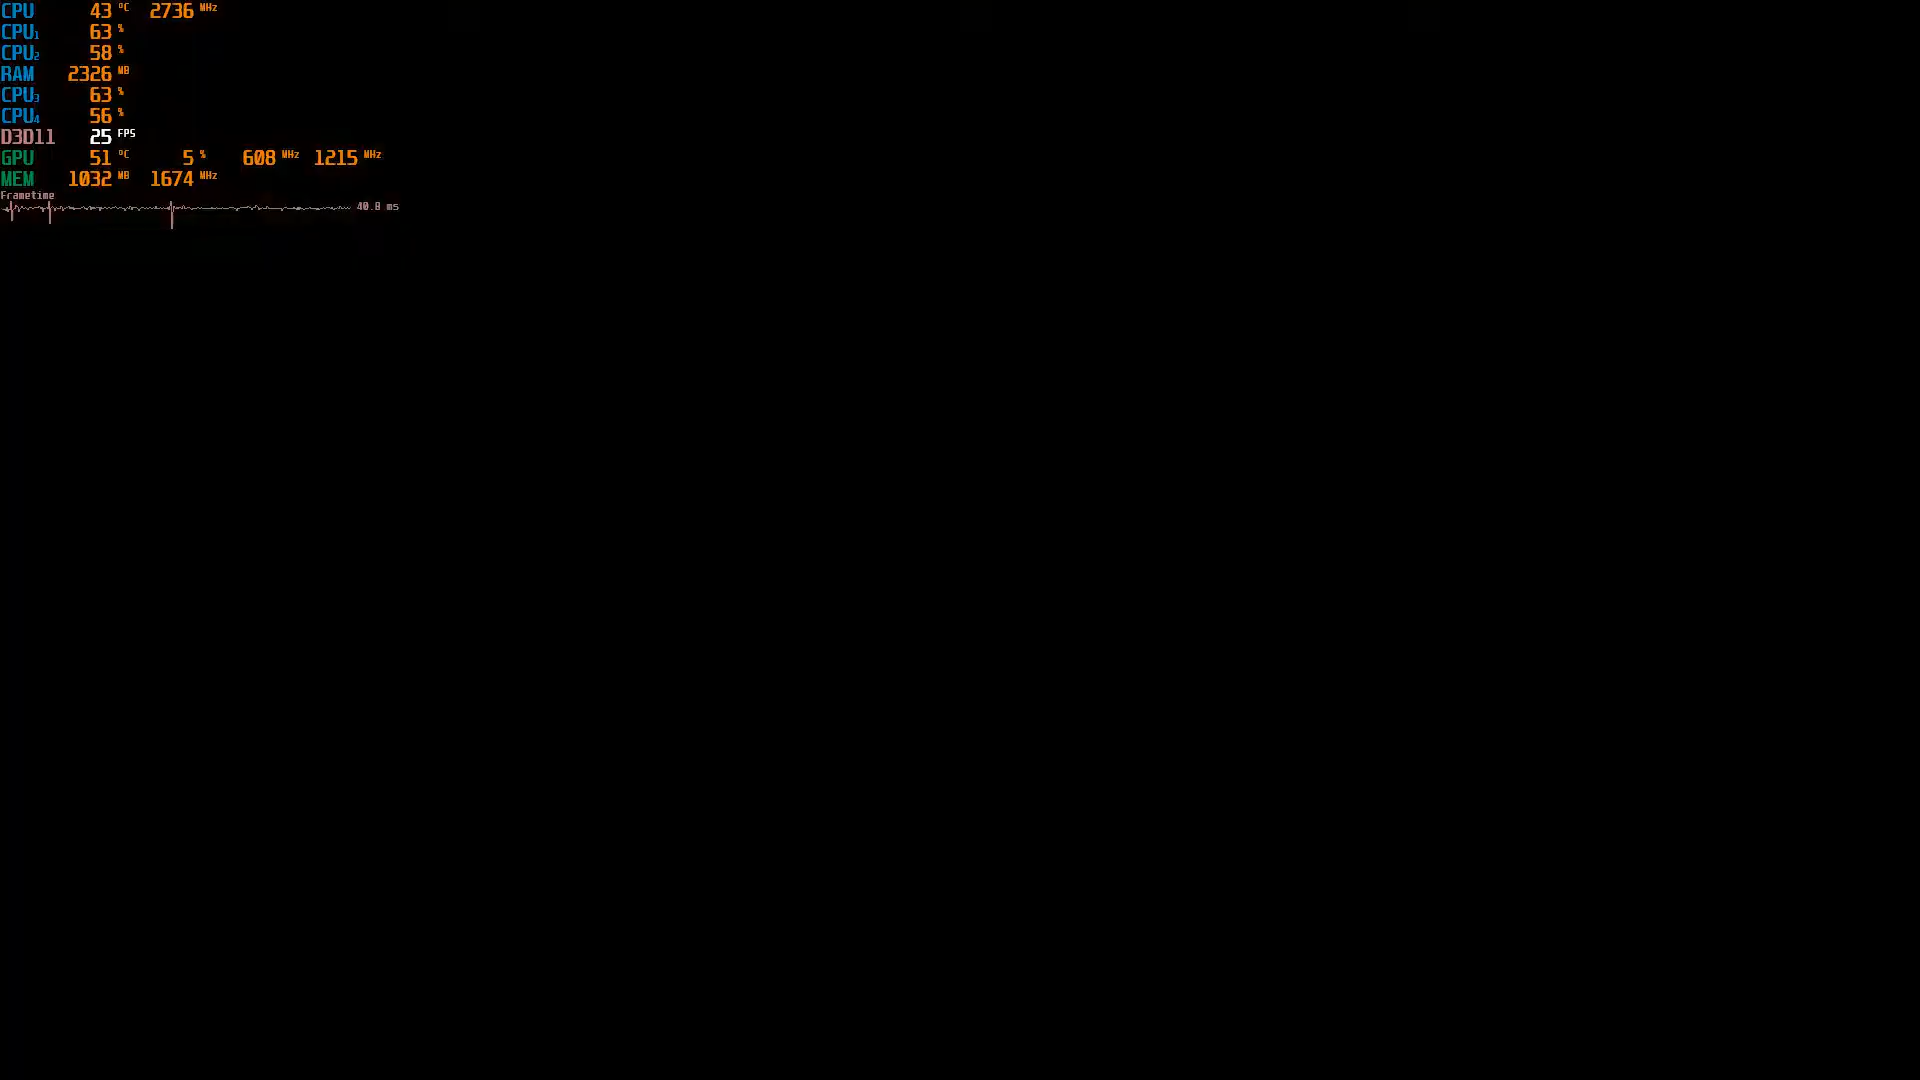 CPU 43 °C 2736 MHz
CPU1 63 %
CPU2 58 %
RAM 2326 MB
CPU3 63 %
CPU4 56 %
D3D11 25 FPS
GPU 51 °C 5 % 608 MHz 1215 MHz
MEM 1032 MB 1674 MHz
Frametime
40.8 ms